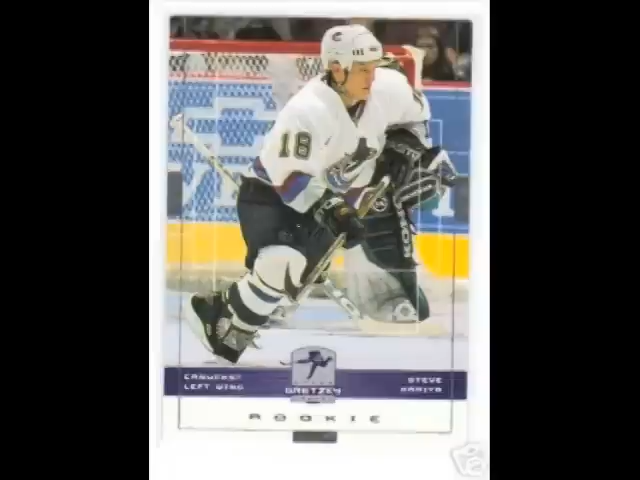 18
CANUCKS
LEFT WING
GRETZKY
STEVE
KARIYA
ROOKIE